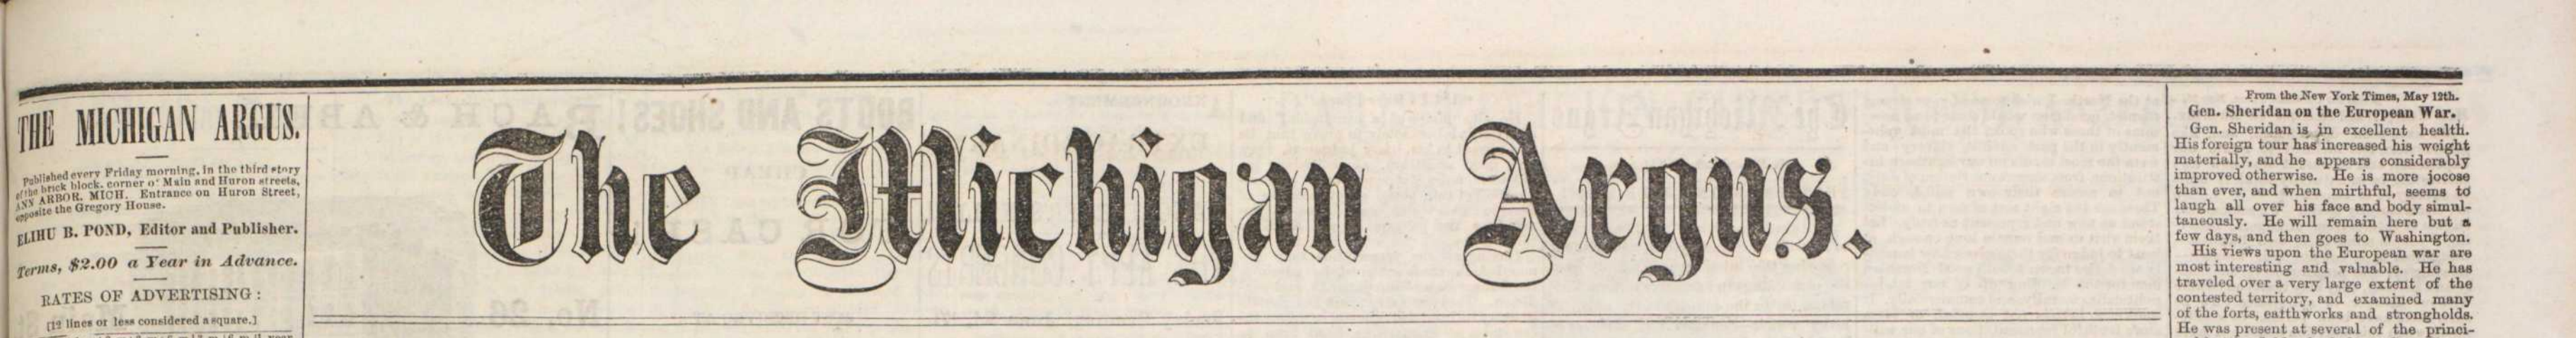 THE MICHIGAN ARGUS.
Published every Friday morning, in the third story
of the brick block, corner of Main and Huron streets,
ANN ARBOR, MICH. Entrance on Huron Street,
opposite the Gregory House.
ELIHU B. POND, Editor and Publisher.
Terms, $2.00 a Year in Advance.
RATES OF ADVERTISING:
[12 lines or less considered a square.]
The Michigan Argus.
From the New York Times, May 12th.
Gen. Sheridan on the European War.
Gen. Sheridan is in excellent health.
His foreign tour has increased his weight
materially, and he appears considerably
improved otherwise. He is more jocose
than ever, and when mirthful, seems to
laugh all over his face and body simul-
taneously. He will remain here but a
few days, and then goes to Washington.
His views upon the European war are
most interesting and valuable. He has
traveled over a very large extent of the
contested territory, and examined many
of the forts, earthworks and strongholds.
He was present at several of the princi-